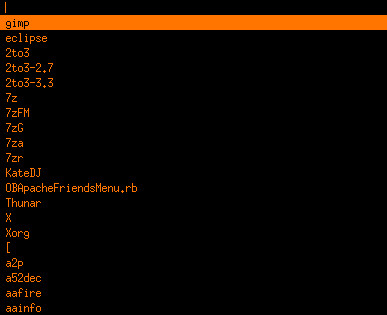 gimp
eclipse
2to3
2to3-2.7
2to3-3.3
7z
7zFM
7zG
7za
7zr
KateDJ
OBApacheFriendsMenu.rb
Thunar
X
Xorg
[
a2p
a52dec
aafire
aainfo